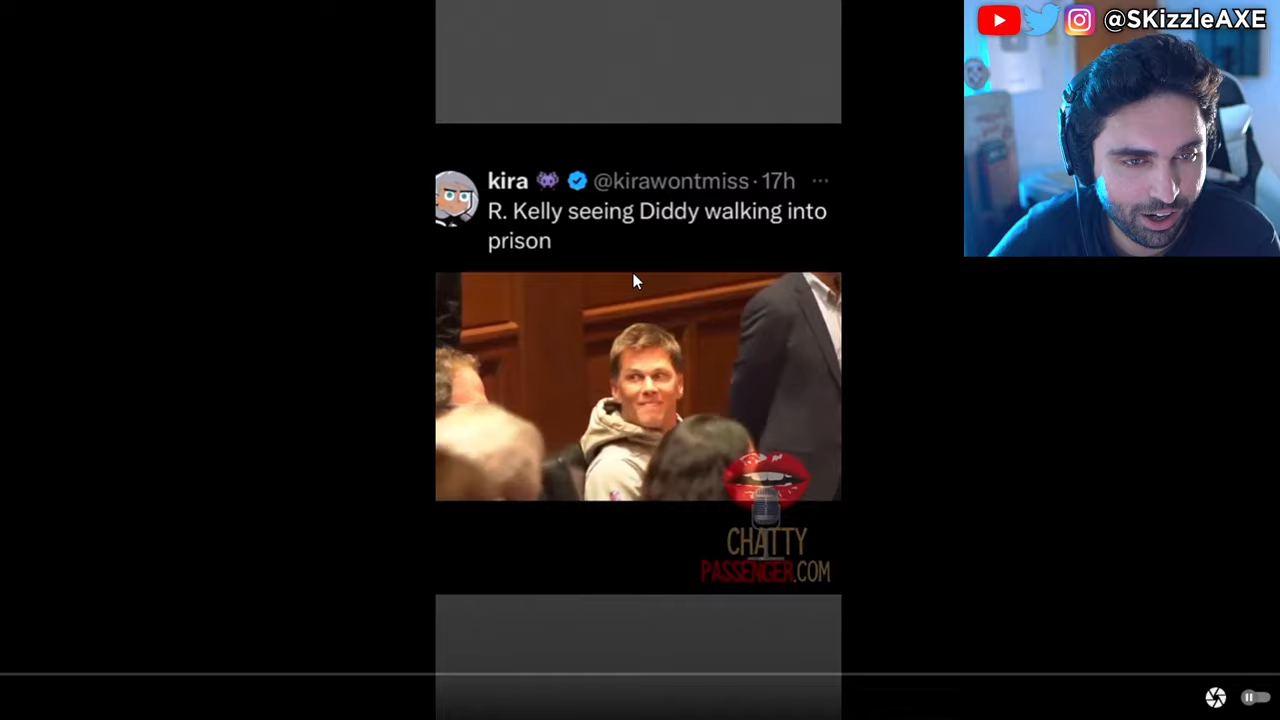 @SKizzleAXE
kira @kirawontmiss · 17h ...
R. Kelly seeing Diddy walking into
prison
CHATTY
PASSENGER.COM